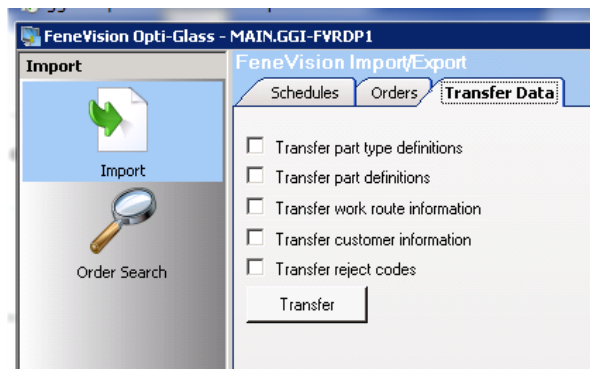 FeneVision Opti-Glass - MAIN.GGI-FVRDP1
Import
FeneVision Import/Export
Schedules Orders Transfer Data
Import
Order Search
Transfer part type definitions
Transfer part definitions
Transfer work route information
Transfer customer information
Transfer reject codes
Transfer